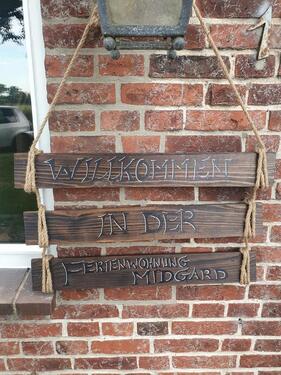 WILLKOMMEN
IN DER
FERIENWOHNUNG
MIDGARD